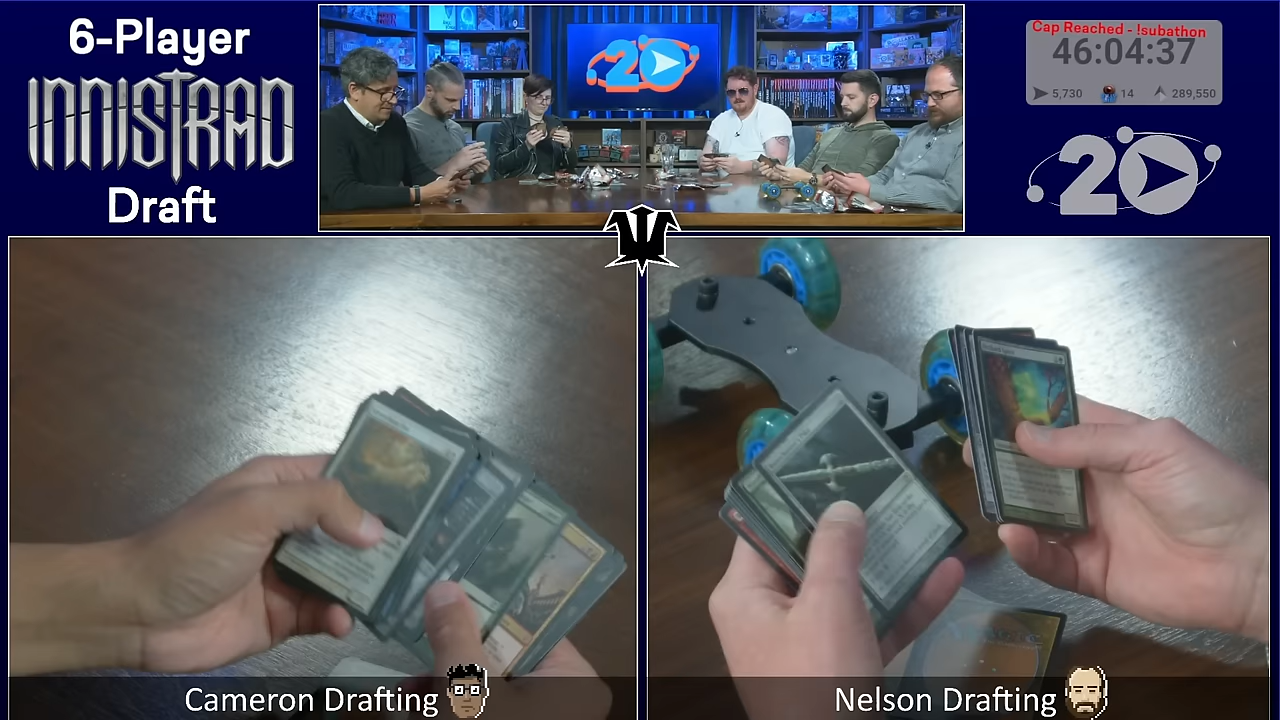 6-Player
INNISTRAD
Draft
20
Cap Reached - !subathon
46:04:37
5,730 14 289,550
20
Cameron Drafting
Nelson Drafting